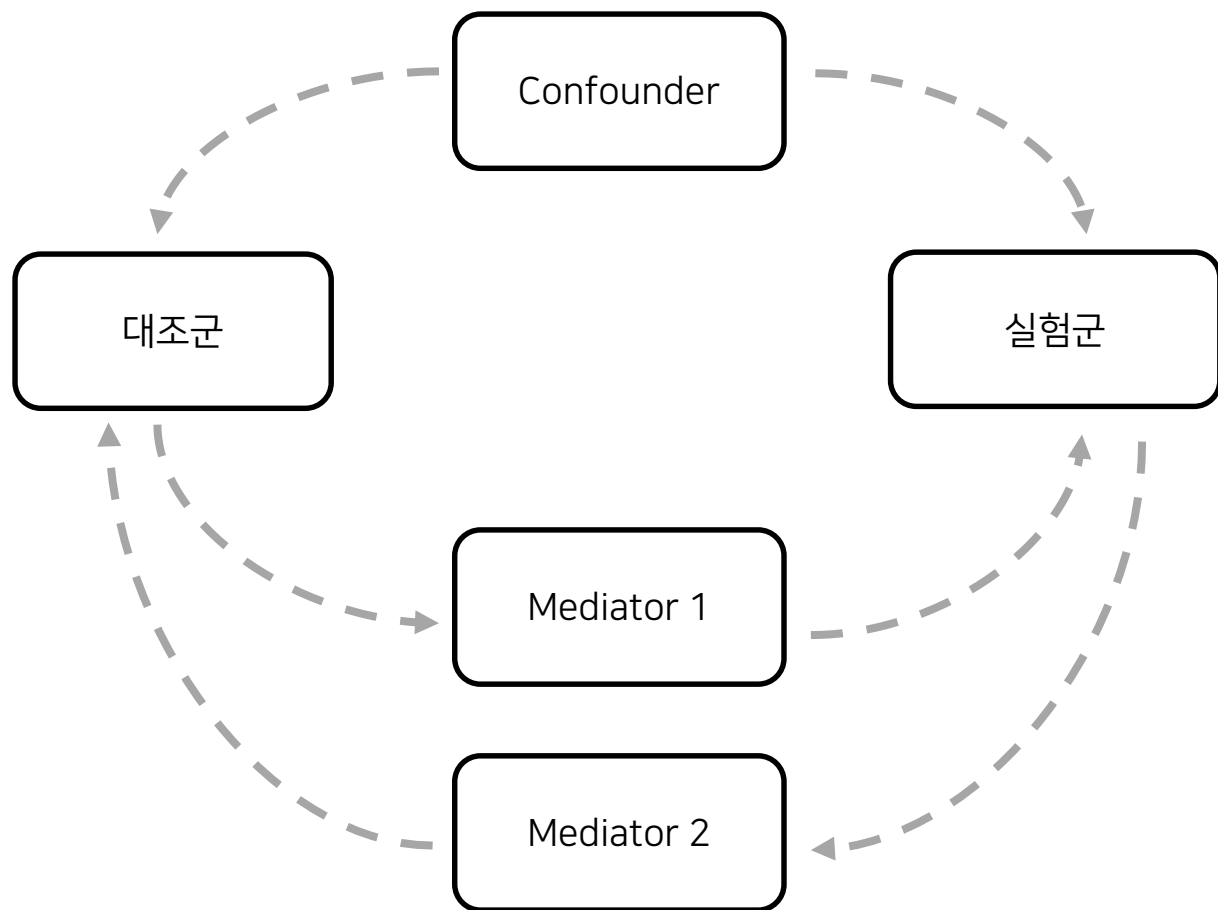 Confounder
대조군
실험군
Mediator 1
Mediator 2